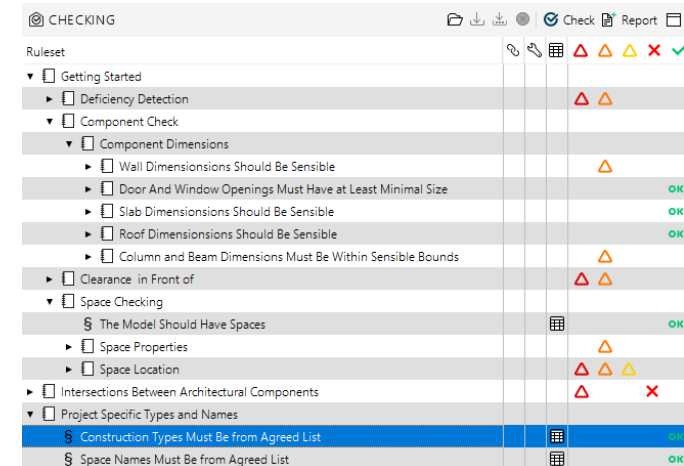 CHECKING
Check Report
Ruleset
Getting Started
Deficiency Detection
Component Check
Component Dimensions
Wall Dimensionsions Should Be Sensible
Door And Window Openings Must Have at Least Minimal Size OK
Slab Dimensionsions Should Be Sensible OK
Roof Dimensionsions Should Be Sensible OK
Column and Beam Dimensions Must Be Within Sensible Bounds
Clearance in Front of
Space Checking
§ The Model Should Have Spaces OK
Space Properties
Space Location
Intersections Between Architectural Components
Project Specific Types and Names
§ Construction Types Must Be from Agreed List OK
§ Space Names Must Be from Agreed List OK